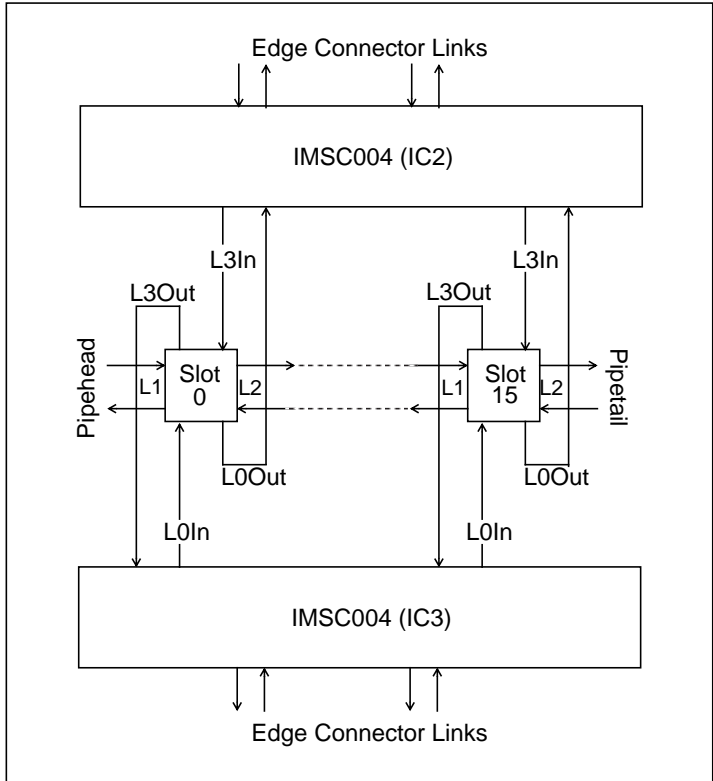 Edge Connector Links
IMSC004 (IC2)
L3In
L3In
L3Out
L3Out
Pipehead
L1
Slot
0
L2
L1
Slot
15
L2
Pipetail
L0Out
L0Out
L0In
L0In
IMSC004 (IC3)
Edge Connector Links